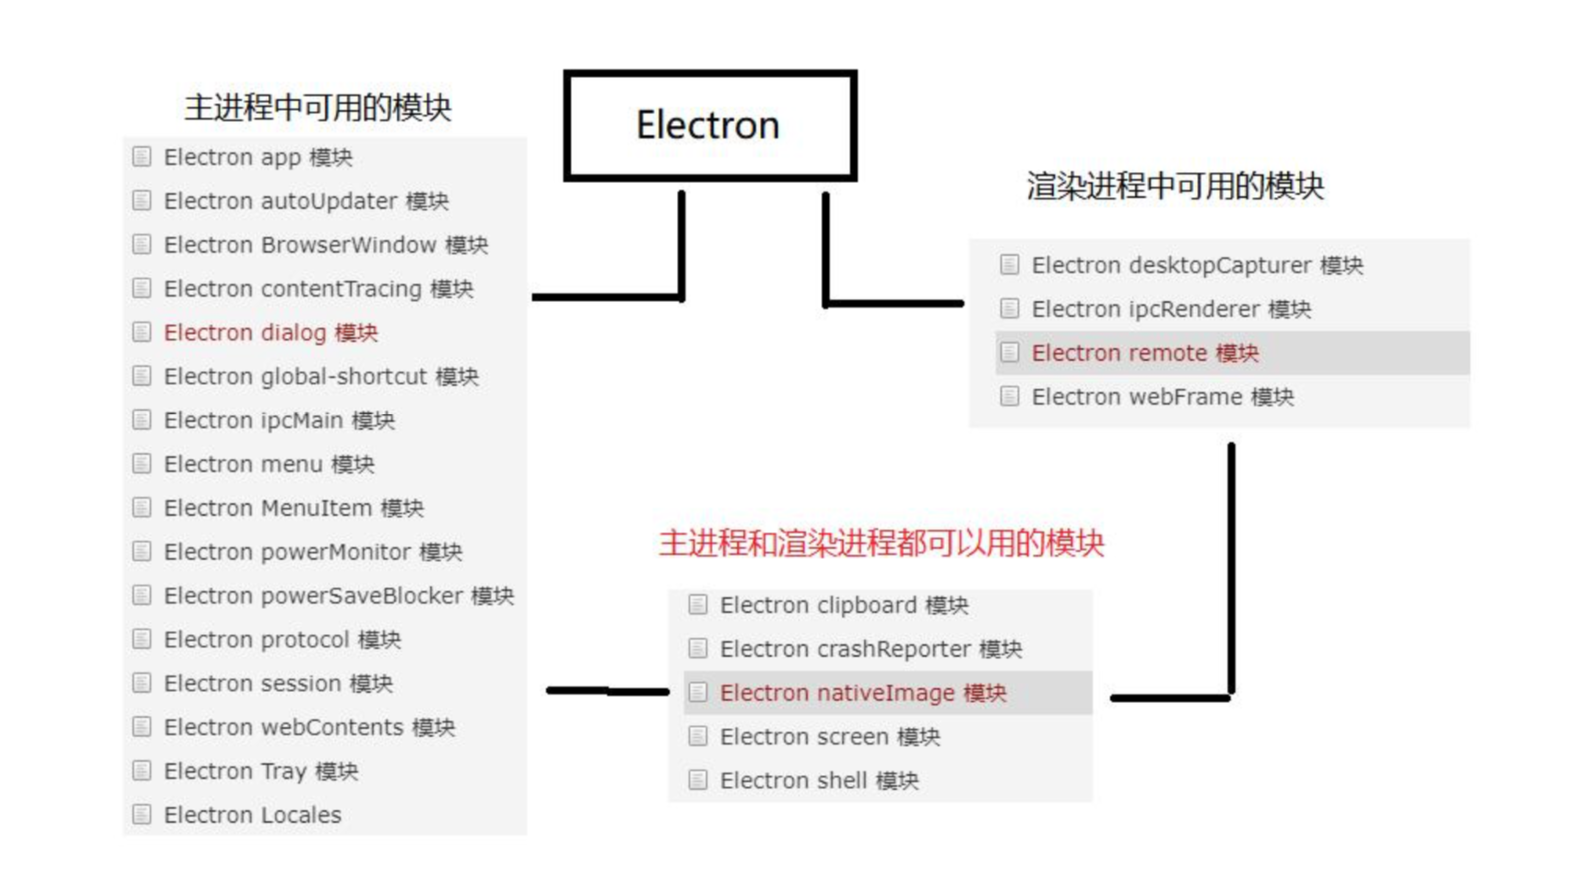 Electron
主进程中可用的模块
Electron app 模块
Electron autoUpdater 模块
Electron BrowserWindow 模块
Electron contentTracing 模块
Electron dialog 模块
Electron global-shortcut 模块
Electron ipcMain 模块
Electron menu 模块
Electron MenuItem 模块
Electron powerMonitor 模块
Electron powerSaveBlocker 模块
Electron protocol 模块
Electron session 模块
Electron webContents 模块
Electron Tray 模块
Electron Locales
渲染进程中可用的模块
Electron desktopCapturer 模块
Electron ipcRenderer 模块
Electron remote 模块
Electron webFrame 模块
主进程和渲染进程都可以用的模块
Electron clipboard 模块
Electron crashReporter 模块
Electron nativeImage 模块
Electron screen 模块
Electron shell 模块